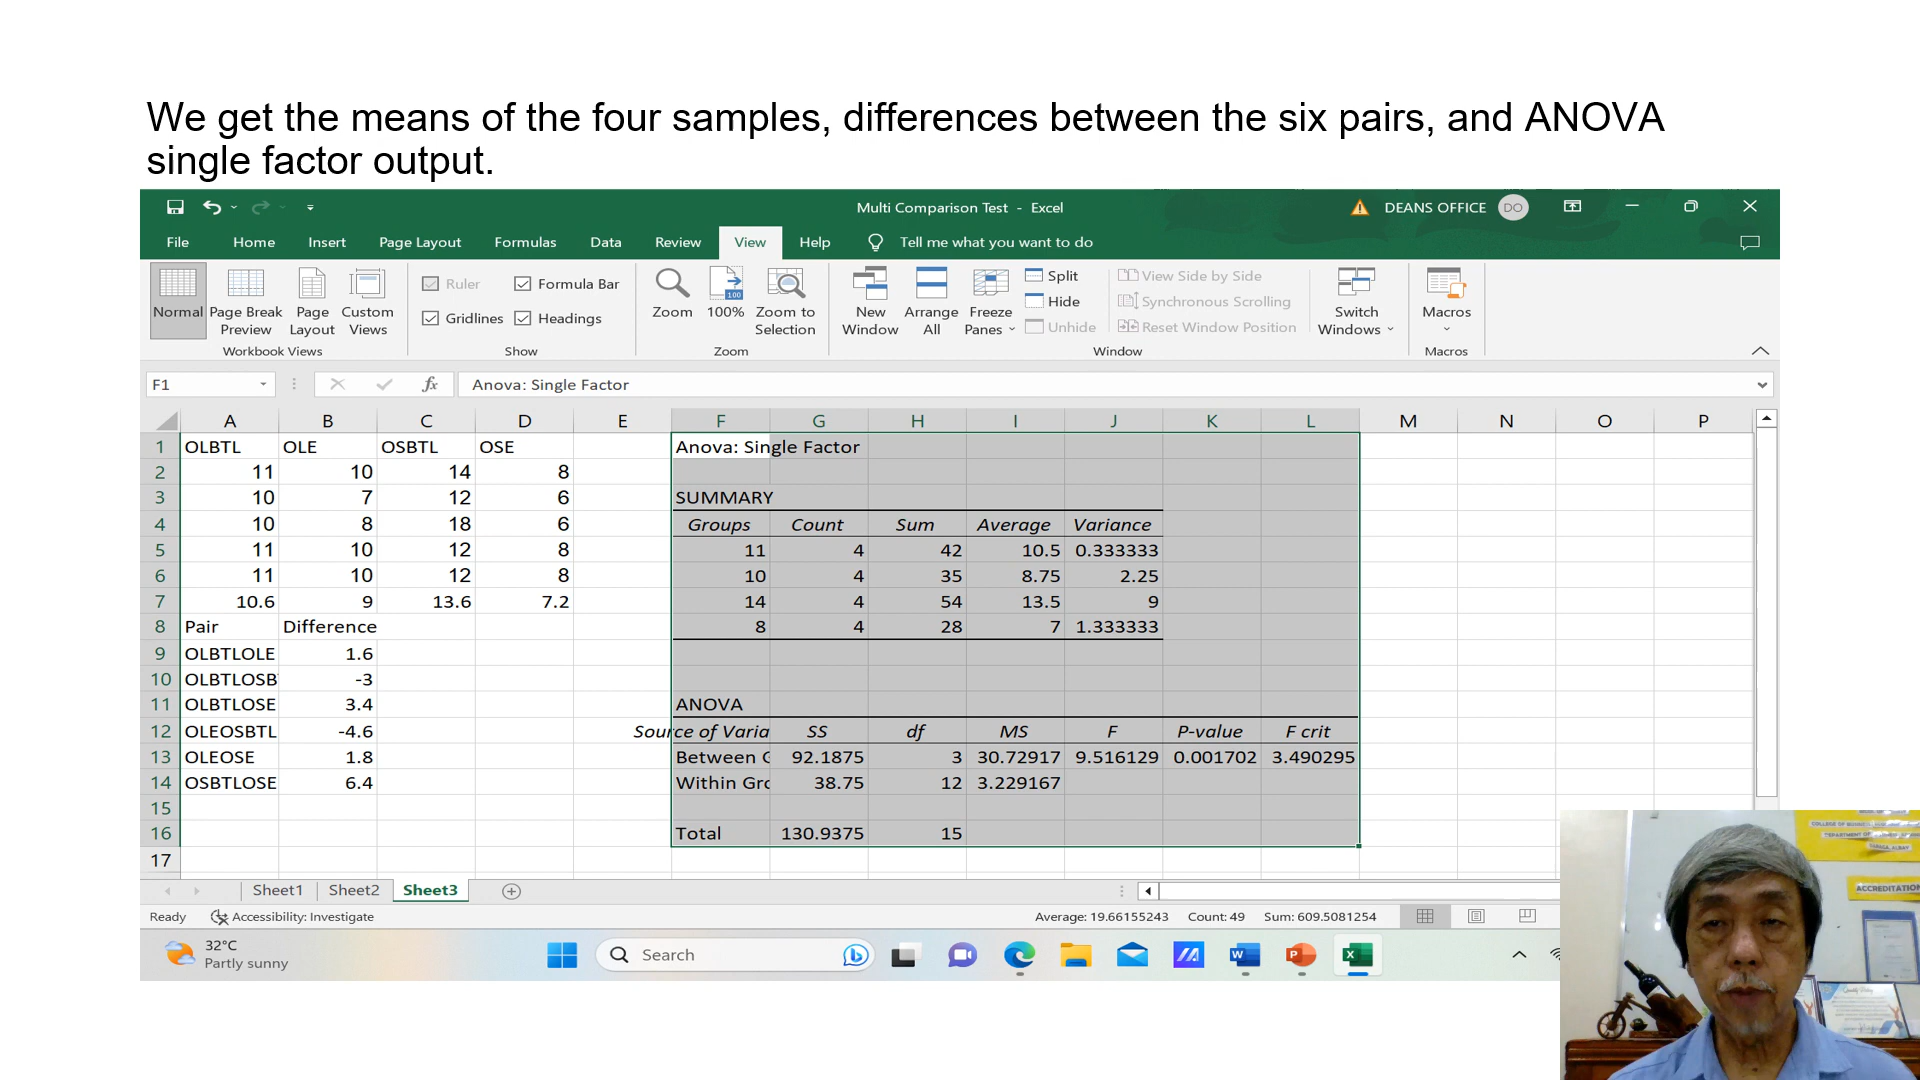 We get the means of the four samples, differences between the six pairs, and ANOVA
single factor output.
Multi Comparison Test - Excel
DEANS OFFICE DO
File Home Insert Page Layout Formulas Data Review View Help Tell me what you want to do
Normal Page Break Preview Page Layout Custom Views
Workbook Views
Ruler Formula Bar
Gridlines Headings
Show
Zoom 100% Zoom to Selection
Zoom
New Window Arrange All Freeze Panes
Split
Hide
Unhide
View Side by Side
Synchronous Scrolling
Reset Window Position
Switch Windows
Window
Macros
Macros
F1 fx Anova: Single Factor
A B C D E F G H I J K L M N O P
1 OLBTL OLE OSBTL OSE Anova: Single Factor
2 11 10 14 8
3 10 7 12 6 SUMMARY
4 10 8 18 6 Groups Count Sum Average Variance
5 11 10 12 8 11 4 42 10.5 0.333333
6 11 10 12 8 10 4 35 8.75 2.25
7 10.6 9 13.6 7.2 14 4 54 13.5 9
8 Pair Difference 8 4 28 7 1.333333
9 OLBTLOLE 1.6
10 OLBTLOSB -3
11 OLBTLOSE 3.4 ANOVA
12 OLEOSBTL -4.6 Source of Varia SS df MS F P-value F crit
13 OLEOSE 1.8 Between G 92.1875 3 30.72917 9.516129 0.001702 3.490295
14 OSBTLOSE 6.4 Within Gro 38.75 12 3.229167
15
16 Total 130.9375 15
17
Sheet1 Sheet2 Sheet3
Ready Accessibility: Investigate Average: 19.66155243 Count: 49 Sum: 609.5081254
32°C
Partly sunny
Search
ACCREDITATION